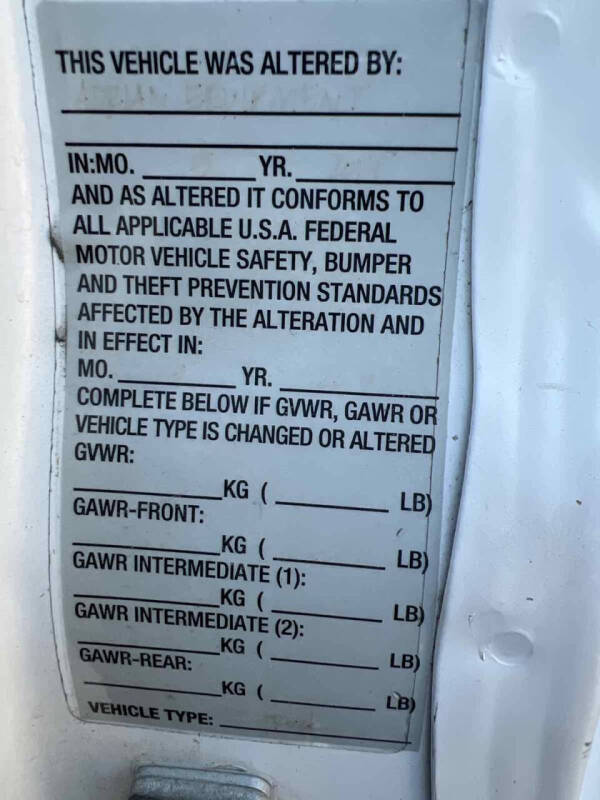 THIS VEHICLE WAS ALTERED BY:
IN:MO. YR.
AND AS ALTERED IT CONFORMS TO
ALL APPLICABLE U.S.A. FEDERAL
MOTOR VEHICLE SAFETY, BUMPER
AND THEFT PREVENTION STANDARDS
AFFECTED BY THE ALTERATION AND
IN EFFECT IN:
MO. YR.
COMPLETE BELOW IF GVWR, GAWR OR
VEHICLE TYPE IS CHANGED OR ALTERED
GVWR:
KG ( LB)
GAWR-FRONT:
KG ( LB)
GAWR INTERMEDIATE (1):
KG ( LB)
GAWR INTERMEDIATE (2):
KG ( LB)
GAWR-REAR:
KG ( LB)
VEHICLE TYPE: